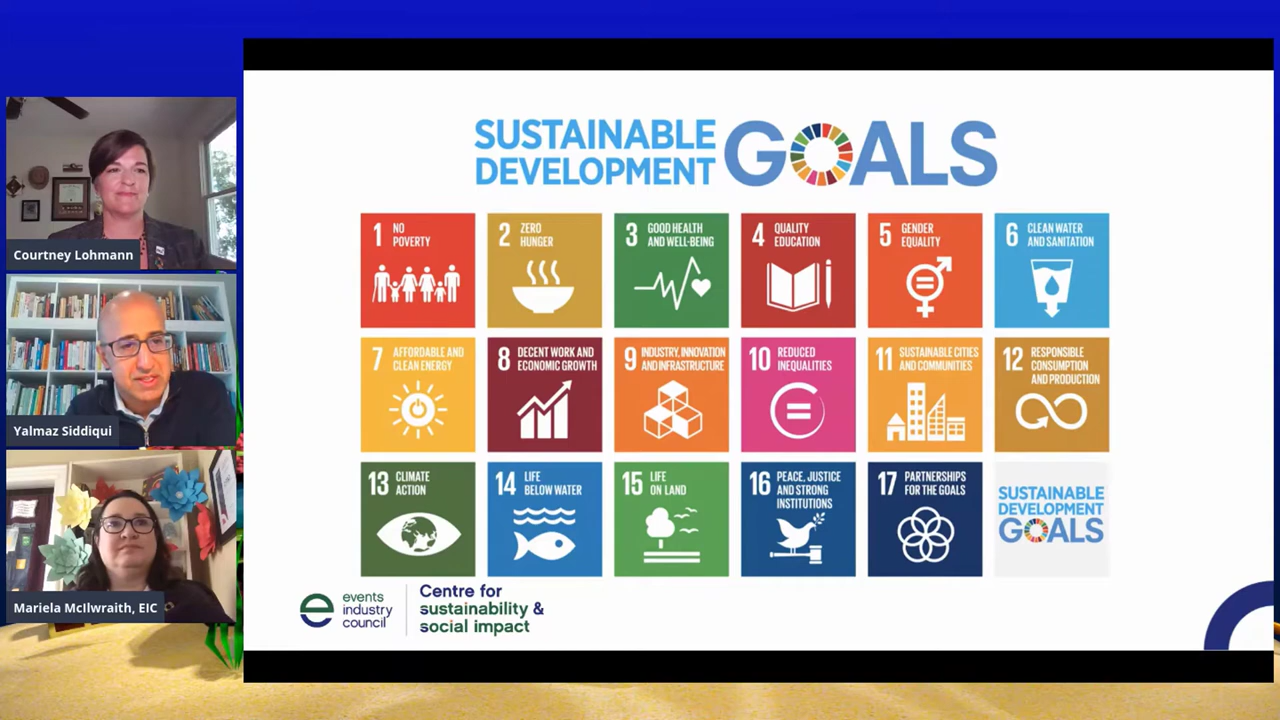 Courtney Lohmann
Yalmaz Siddiqui
Mariela McIlwraith, EIC
SUSTAINABLE
DEVELOPMENT
GOALS
1 NO
POVERTY
2 ZERO
HUNGER
3 GOOD HEALTH
AND WELL-BEING
4 QUALITY
EDUCATION
5 GENDER
EQUALITY
6 CLEAN WATER
AND SANITATION
7 AFFORDABLE AND
CLEAN ENERGY
8 DECENT WORK AND
ECONOMIC GROWTH
9 INDUSTRY, INNOVATION
AND INFRASTRUCTURE
10 REDUCED
INEQUALITIES
11 SUSTAINABLE CITIES
AND COMMUNITIES
12 RESPONSIBLE
CONSUMPTION
AND PRODUCTION
13 CLIMATE
ACTION
14 LIFE
BELOW WATER
15 LIFE
ON LAND
16 PEACE, JUSTICE
AND STRONG
INSTITUTIONS
17 PARTNERSHIPS
FOR THE GOALS
SUSTAINABLE
DEVELOPMENT
GOALS
events
industry
council
Centre for
sustainability &
social impact